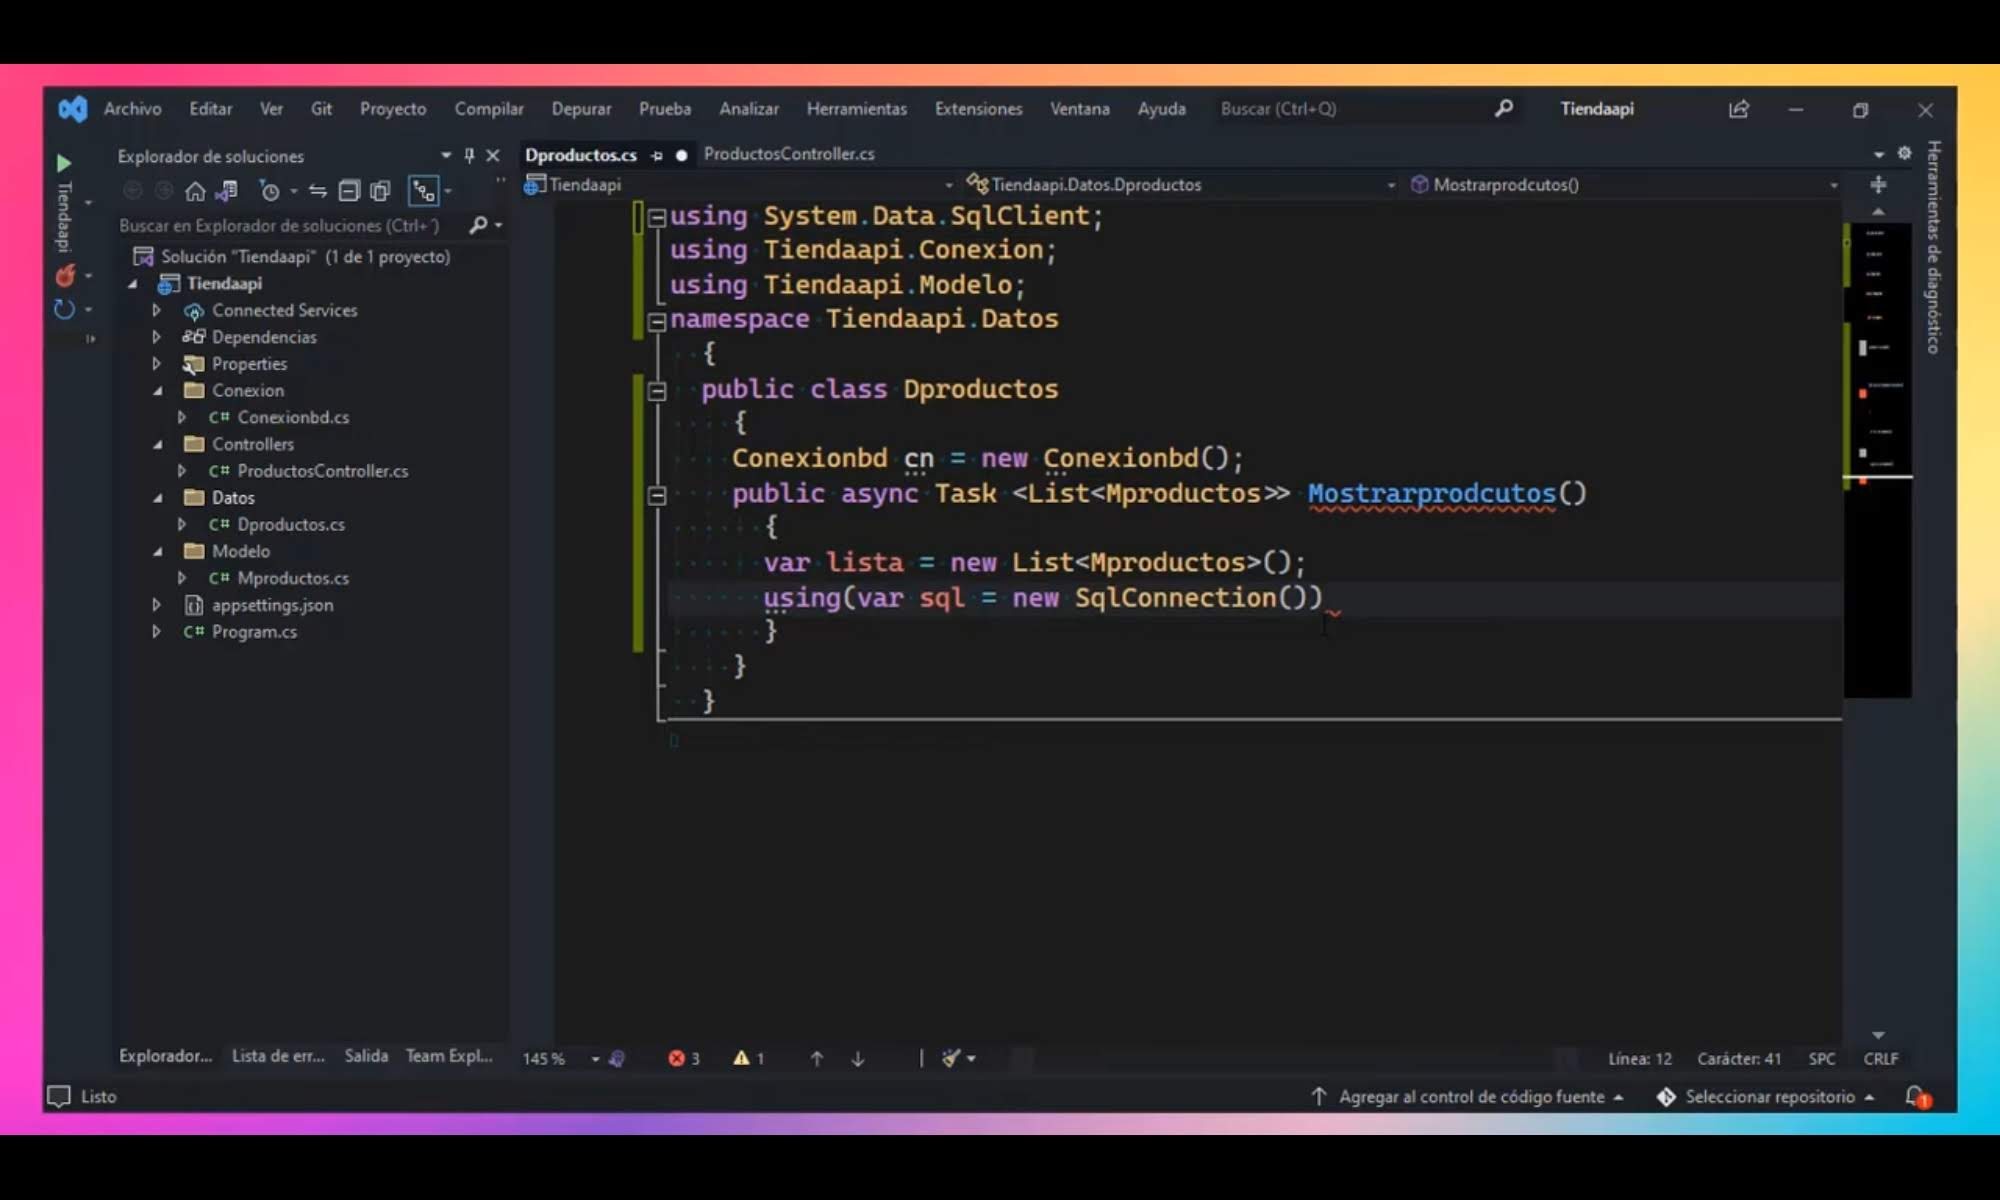 Archivo Editar Ver Git Proyecto Compilar Depurar Prueba Analizar Herramientas Extensiones Ventana Ayuda Buscar (Ctrl+Q) Tiendaapi
Explorador de soluciones
Dproductos.cs ProductosController.cs
Tiendaapi Tiendaapi.Datos.Dproductos Mostrarprodcutos()
Tiendaapi
Herramientas de diagnóstico
Buscar en Explorador de soluciones (Ctrl+´)
Solución "Tiendaapi" (1 de 1 proyecto)
Tiendaapi
Connected Services
Dependencias
Properties
Conexion
C# Conexionbd.cs
Controllers
C# ProductosController.cs
Datos
C# Dproductos.cs
Modelo
C# Mproductos.cs
appsettings.json
C# Program.cs
using System.Data.SqlClient;
using Tiendaapi.Conexion;
using Tiendaapi.Modelo;
namespace Tiendaapi.Datos
{
public class Dproductos
{
Conexionbd cn = new Conexionbd();
public async Task <List<Mproductos>> Mostrarprodcutos()
{
var lista = new List<Mproductos>();
using(var sql = new SqlConnection())
}
}
}
Explorador... Lista de err... Salida Team Expl...
145 % 3 1 Línea: 12 Carácter: 41 SPC CRLF
Listo Agregar al control de código fuente Seleccionar repositorio 1